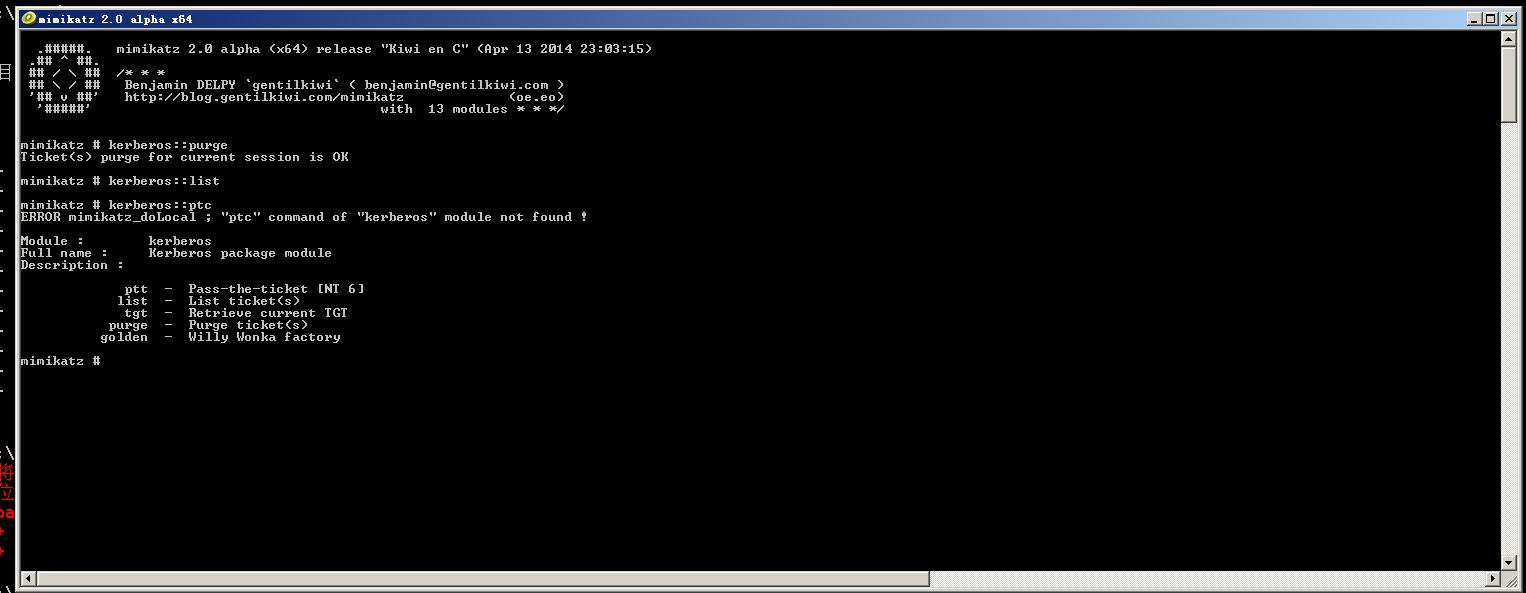 :\
mimikatz 2.0 alpha x64
.#####.   mimikatz 2.0 alpha (x64) release "Kiwi en C" (Apr 13 2014 23:03:15)
.## ^ ##.
目
## / \ ##  /* * *
## \ / ##   Benjamin DELPY `gentilkiwi` ( benjamin@gentilkiwi.com )
'## v ##'   http://blog.gentilkiwi.com/mimikatz             (oe.eo)
'#####'                                    with  13 modules * * */
mimikatz # kerberos::purge
Ticket(s) purge for current session is OK
mimikatz # kerberos::list
mimikatz # kerberos::ptc
ERROR mimikatz_doLocal ; "ptc" command of "kerberos" module not found !
Module :        kerberos
Full name :     Kerberos package module
Description :
ptt  -  Pass-the-ticket [NT 6]
list  -  List ticket(s)
tgt  -  Retrieve current TGT
purge  -  Purge ticket(s)
golden  -  Willy Wonka factory
mimikatz #
:\
将
位
pa
+
+
:\